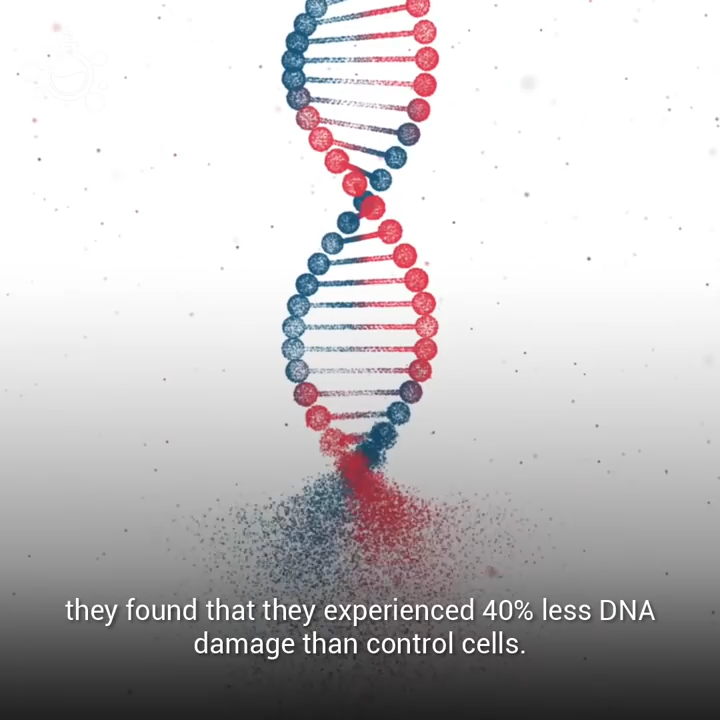 they found that they experienced 40% less DNA
damage than control cells.